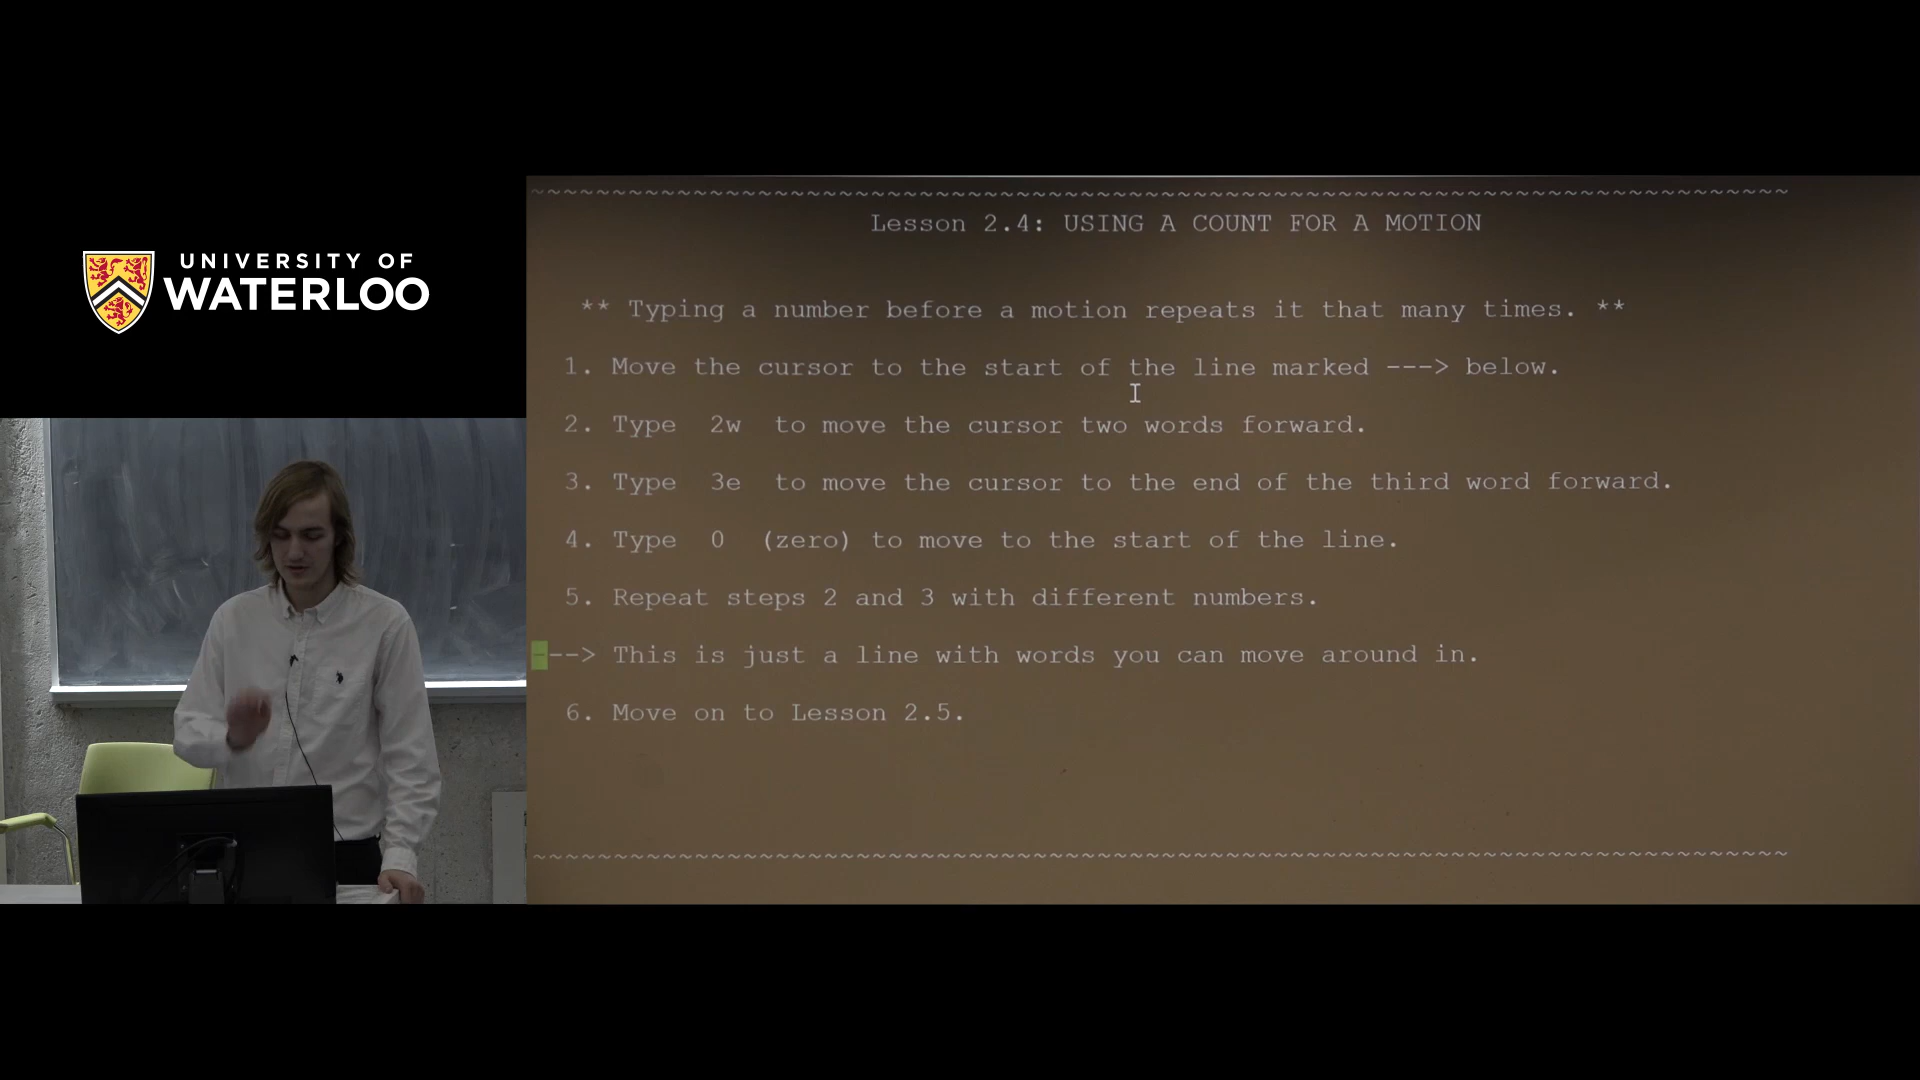 UNIVERSITY OF
WATERLOO
~~~~~~~~~~~~~~~~~~~~~~~~~~~~~~~~~~~~~~~~~~~~~~~~~~~~~~~~~~~~~~~~~~~~~~~~~~~~~~
Lesson 2.4: USING A COUNT FOR A MOTION
** Typing a number before a motion repeats it that many times. **
1. Move the cursor to the start of the line marked ---> below.
2. Type 2w to move the cursor two words forward.
3. Type 3e to move the cursor to the end of the third word forward.
4. Type 0 (zero) to move to the start of the line.
5. Repeat steps 2 and 3 with different numbers.
---> This is just a line with words you can move around in.
6. Move on to Lesson 2.5.
~~~~~~~~~~~~~~~~~~~~~~~~~~~~~~~~~~~~~~~~~~~~~~~~~~~~~~~~~~~~~~~~~~~~~~~~~~~~~~